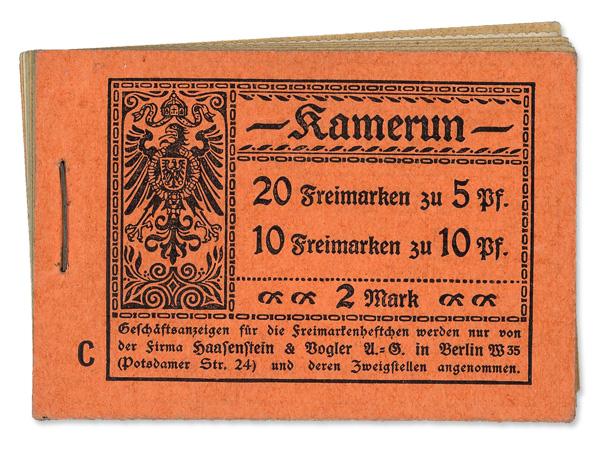 – Kamerun –
20 Freimarken zu 5 Pf.
10 Freimarken zu 10 Pf.
2 Mark
Geschäftsanzeigen für die Freimarkenheftchen werden nur von
der Firma Haasenstein & Vogler A.=G. in Berlin W 35
(Potsdamer Str. 24) und deren Zweigstellen angenommen.
C